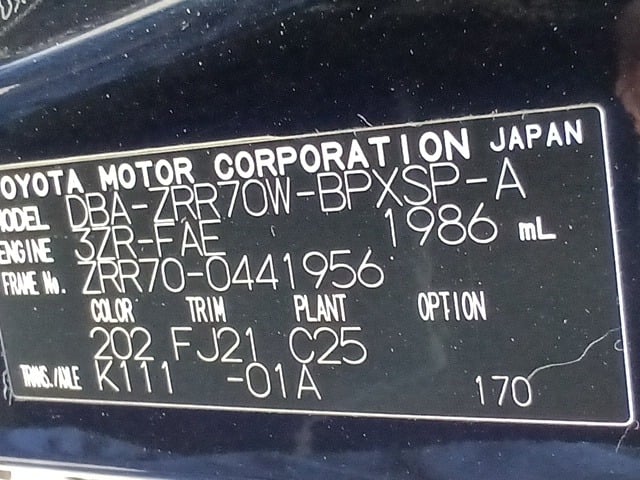 TOYOTA MOTOR CORPORATION JAPAN
MODEL DBA-ZRR70W-BPXSP-A
ENGINE 3ZR-FAE 1986 mL
FRAME No. ZRR70-0441956
COLOR TRIM PLANT OPTION
202 FJ21 C25
TRANS./AXLE K111 -01A 170